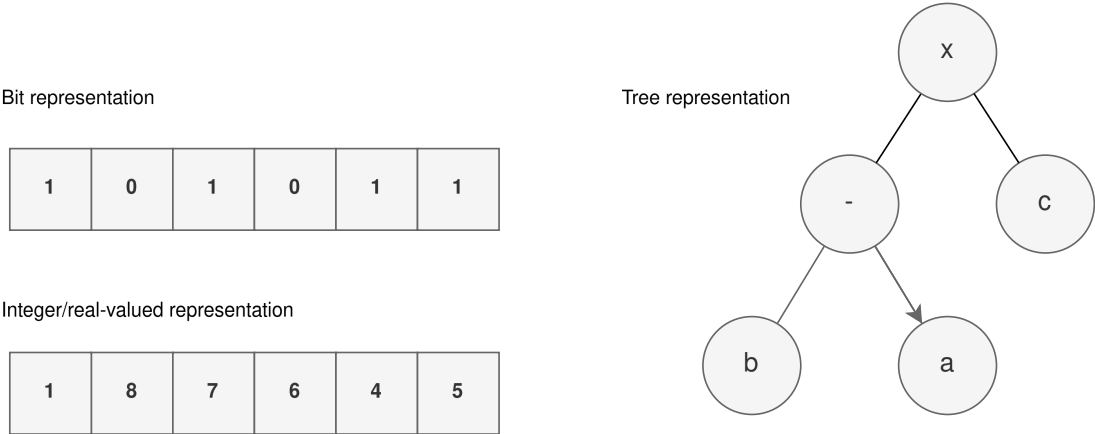 Bit representation
1 0 1 0 1 1
Integer/real-valued representation
1 8 7 6 4 5
Tree representation
x
- c
b a